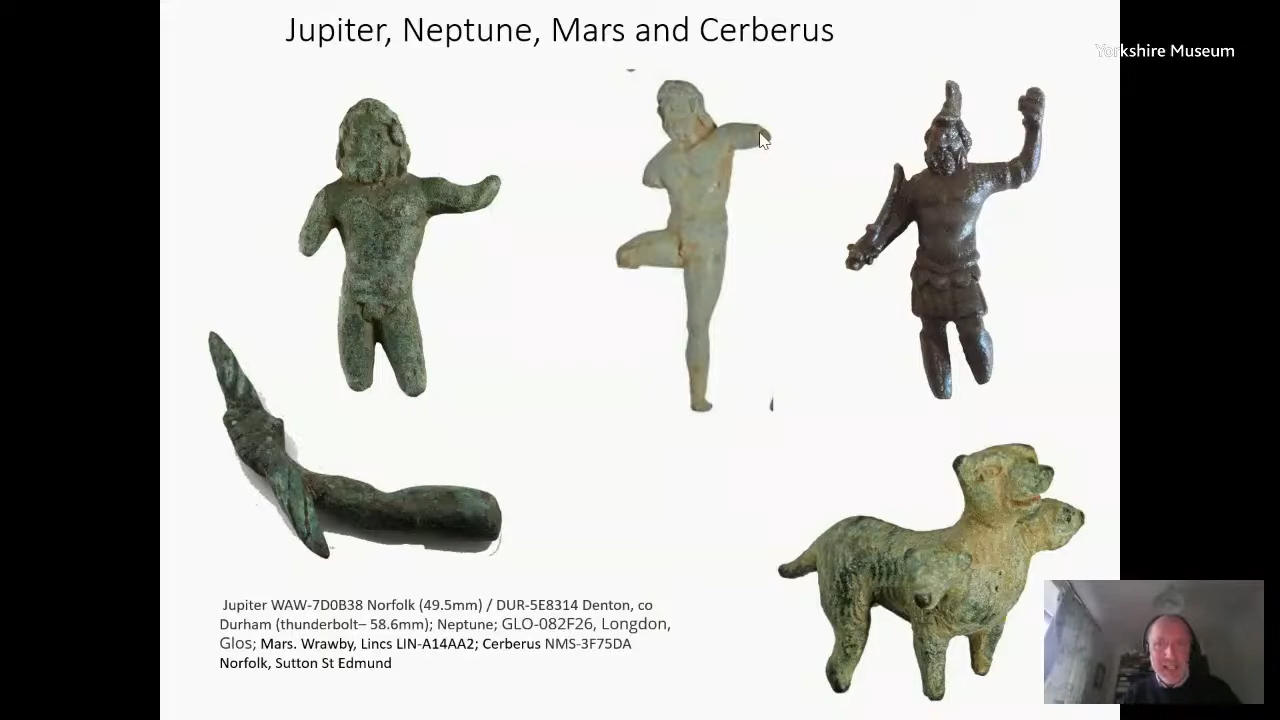 Jupiter, Neptune, Mars and Cerberus
Yorkshire Museum
Jupiter WAW-7D0B38 Norfolk (49.5mm) / DUR-5E8314 Denton, co
Durham (thunderbolt– 58.6mm); Neptune; GLO-082F26, Longdon,
Glos; Mars. Wrawby, Lincs LIN-A14AA2; Cerberus NMS-3F75DA
Norfolk, Sutton St Edmund